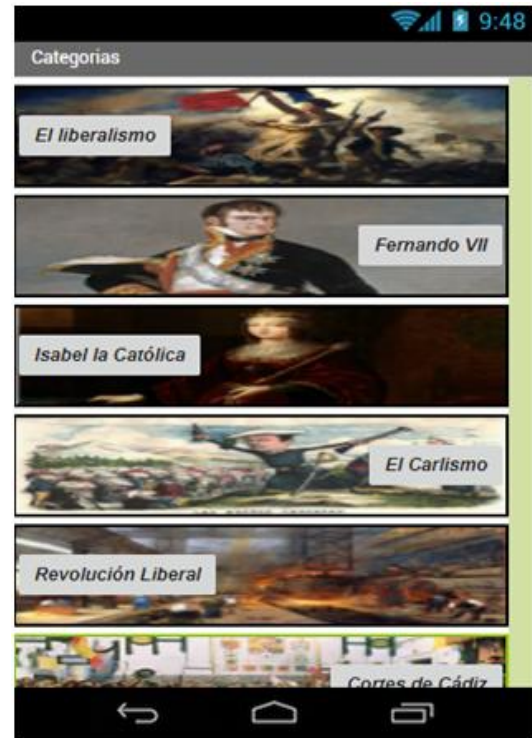 9:48
Categorias
El liberalismo
Fernando VII
Isabel la Católica
El Carlismo
Revolución Liberal
Cortes de Cádiz